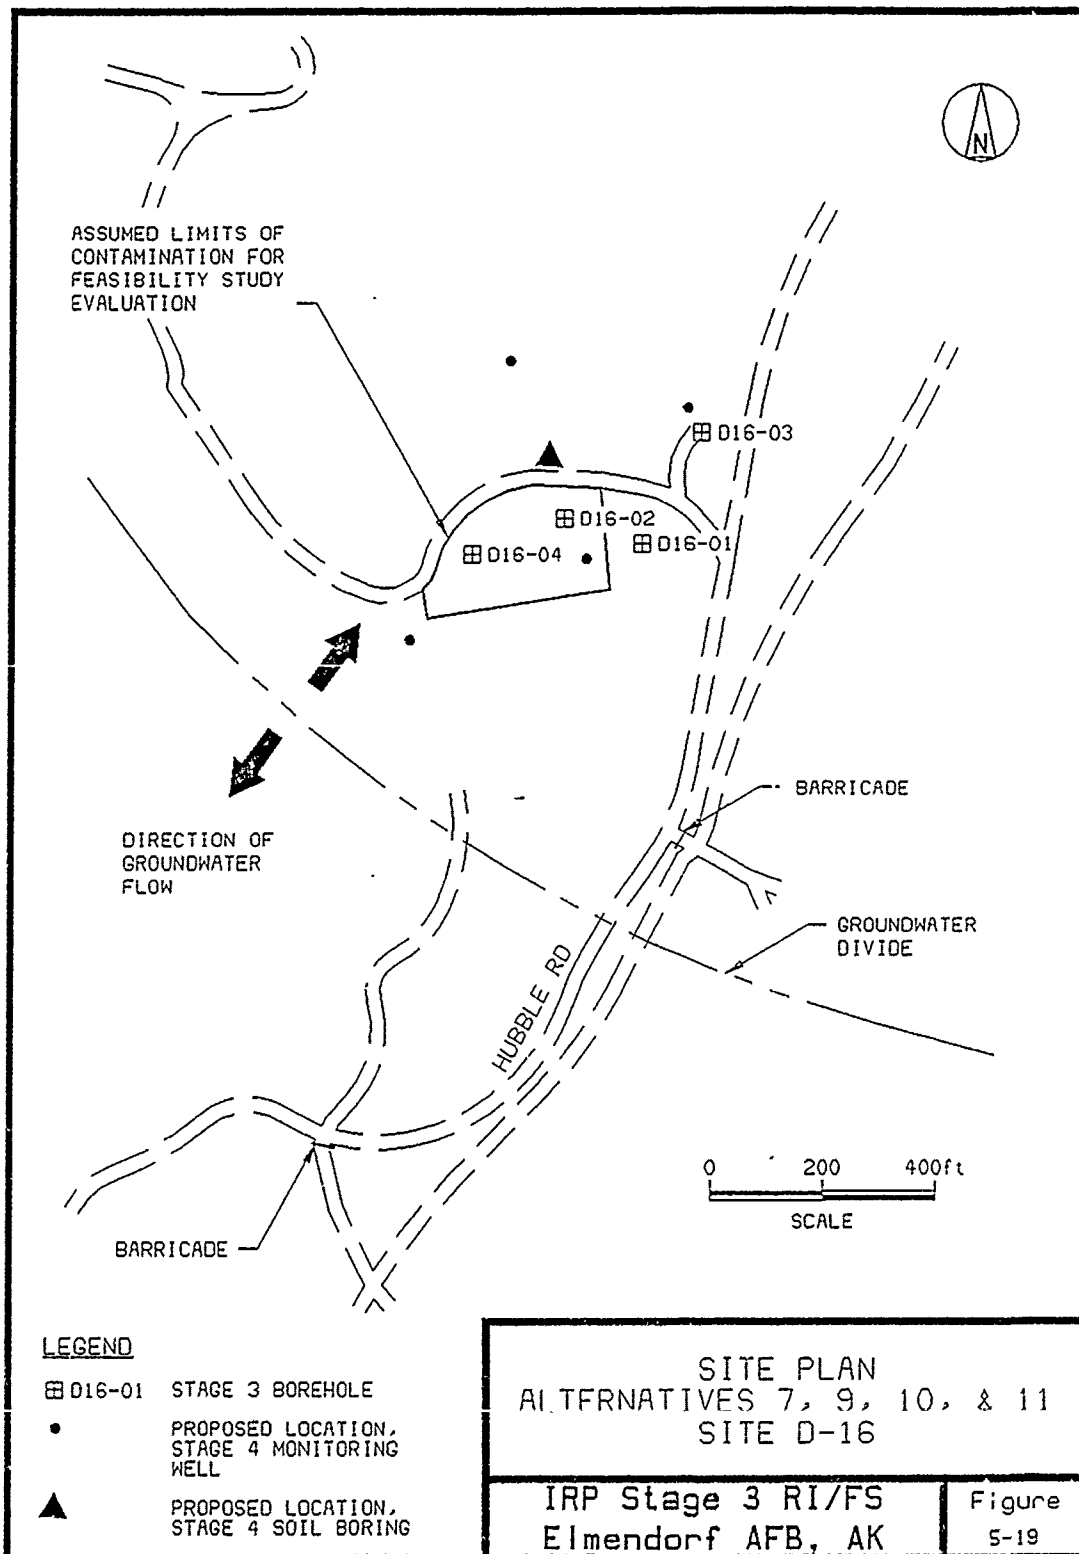 N
ASSUMED LIMITS OF
CONTAMINATION FOR
FEASIBILITY STUDY
EVALUATION
D16-03
D16-02
D16-01
D16-04
BARRICADE
DIRECTION OF
GROUNDWATER
FLOW
GROUNDWATER
DIVIDE
HUBBLE RD
0 200 400ft
SCALE
BARRICADE
LEGEND
D16-01 STAGE 3 BOREHOLE
PROPOSED LOCATION,
STAGE 4 MONITORING
WELL
PROPOSED LOCATION,
STAGE 4 SOIL BORING
SITE PLAN
ALTERNATIVES 7, 9, 10, & 11
SITE D-16
IRP Stage 3 RI/FS
Elmendorf AFB, AK
Figure
5-19